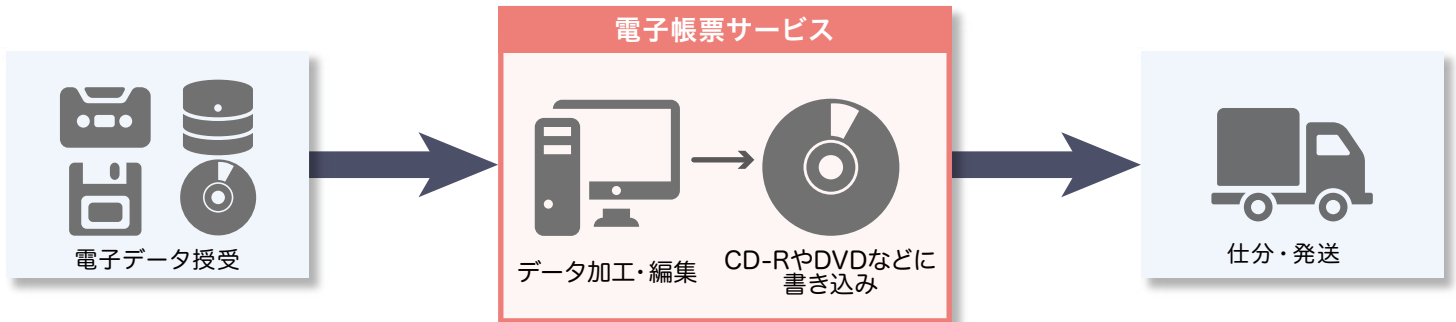 電子帳票サービス
電子データ授受
データ加工・編集
CD-RやDVDなどに
書き込み
仕分・発送